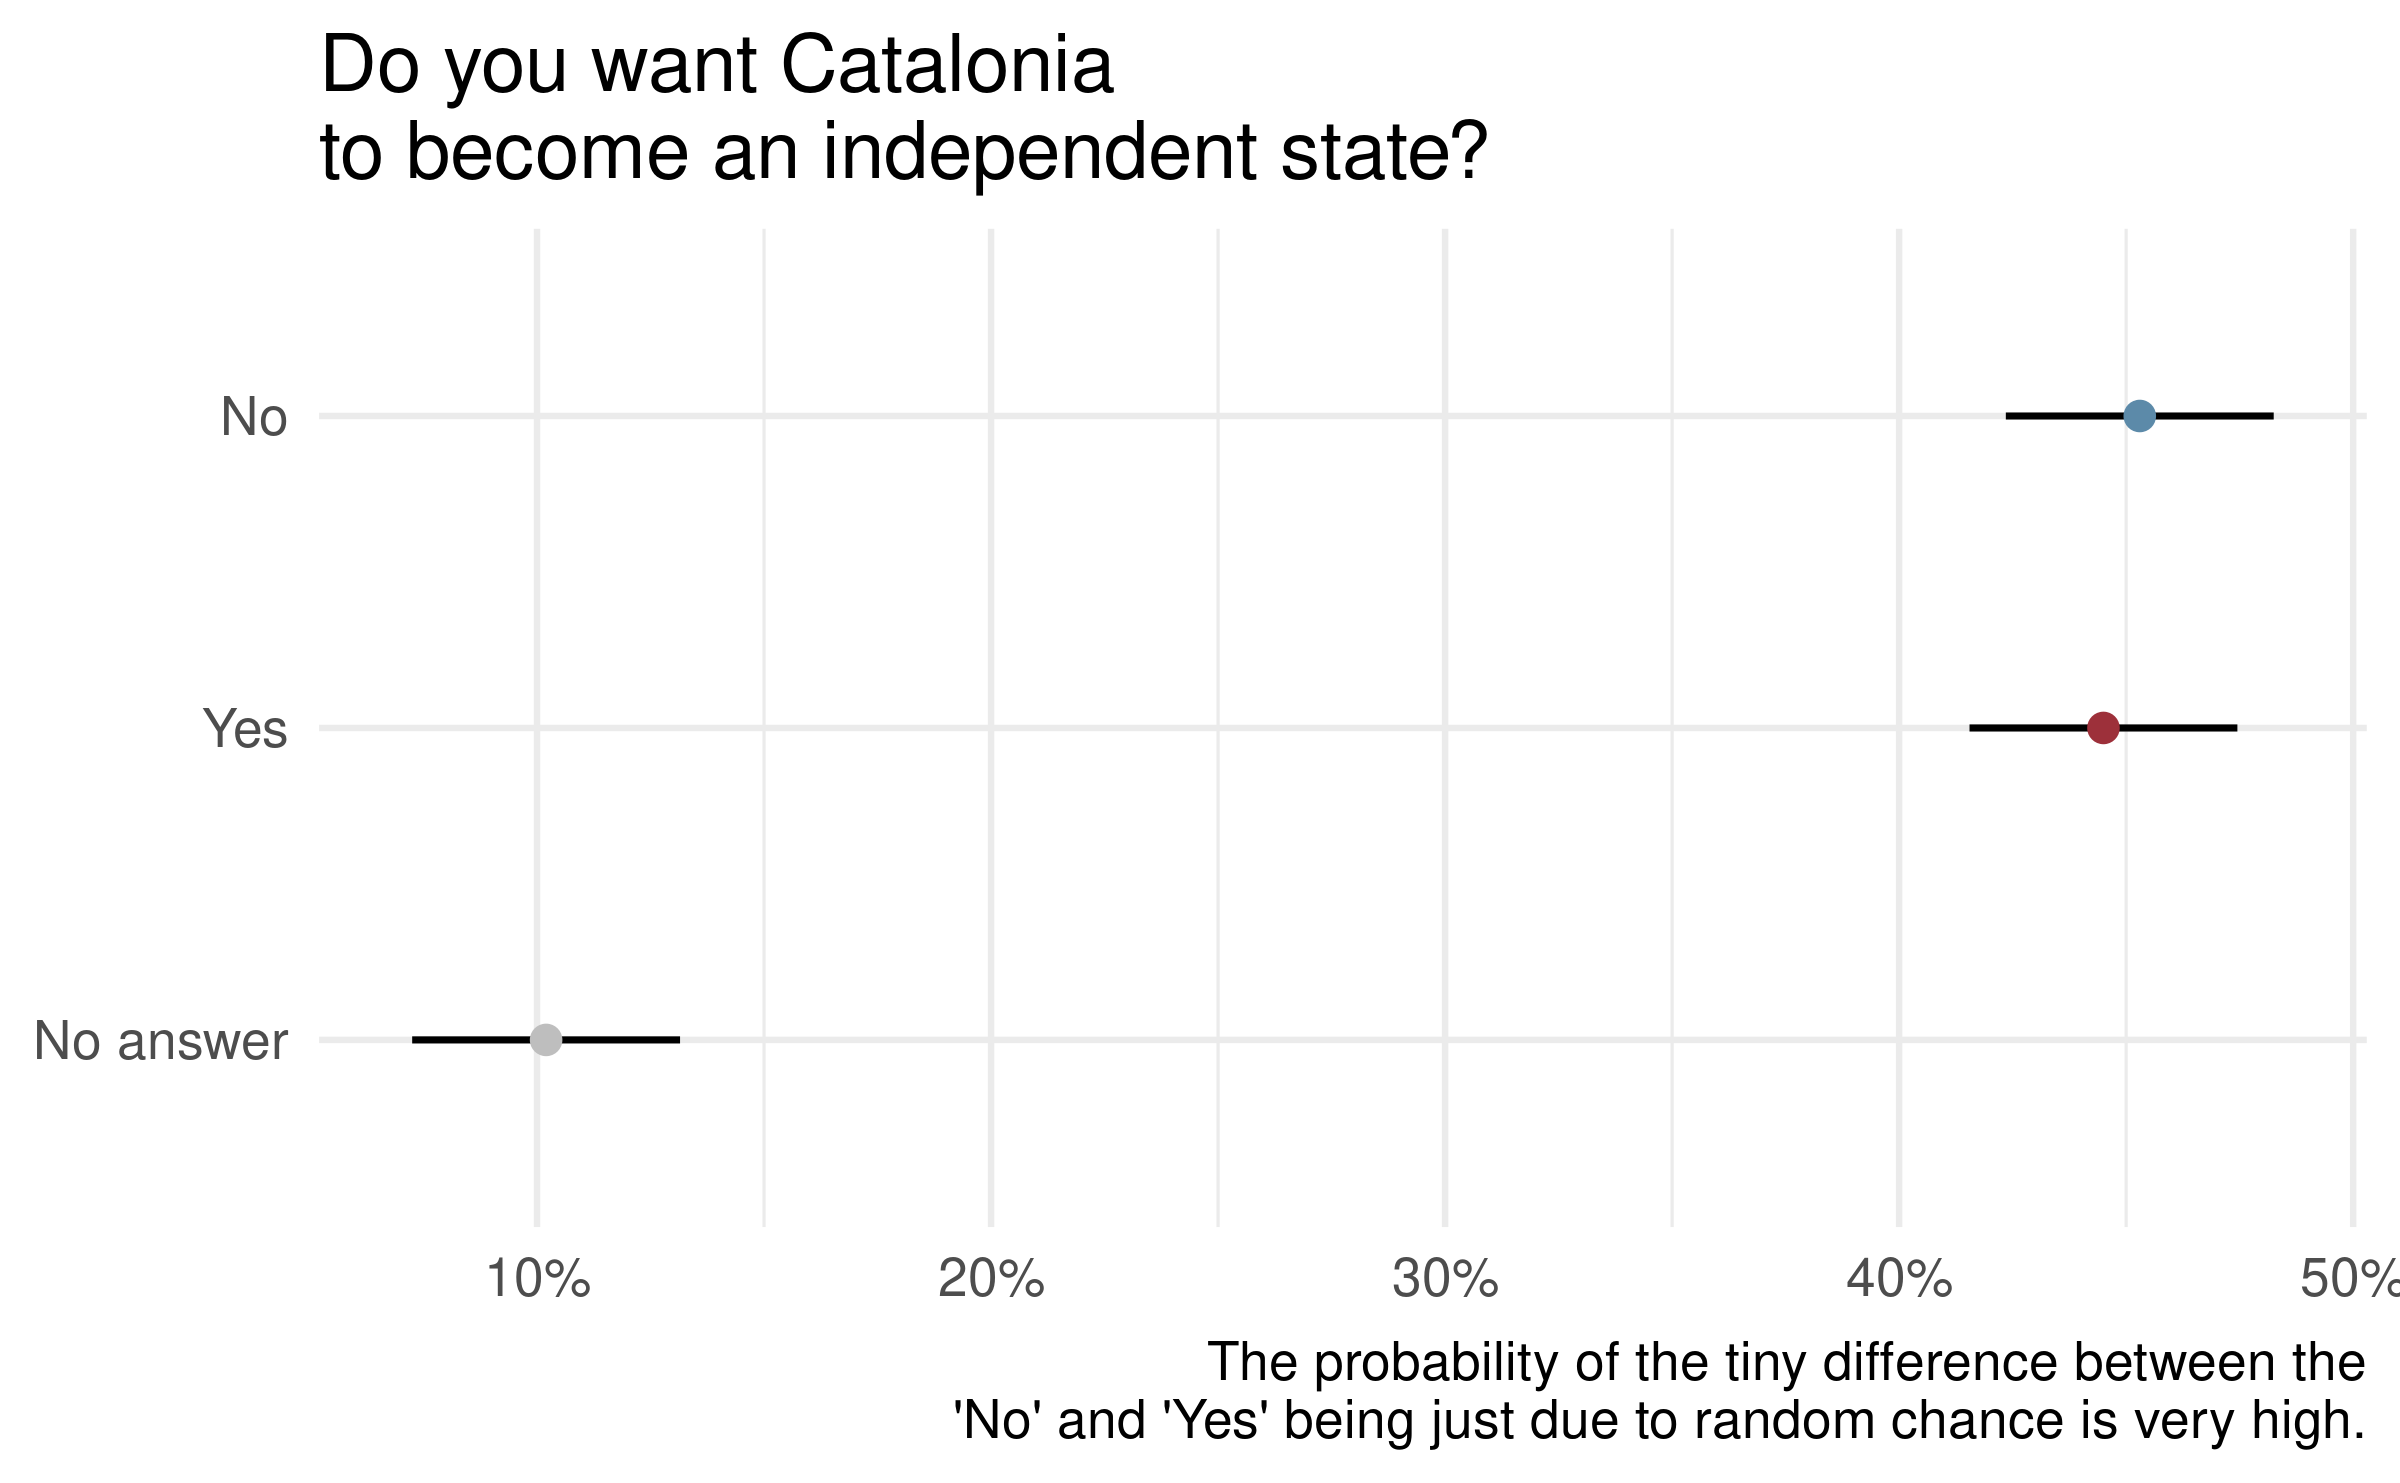 Do you want Catalonia
to become an independent state?
No
Yes
No answer
10% 20% 30% 40% 50%
The probability of the tiny difference between the
'No' and 'Yes' being just due to random chance is very high.